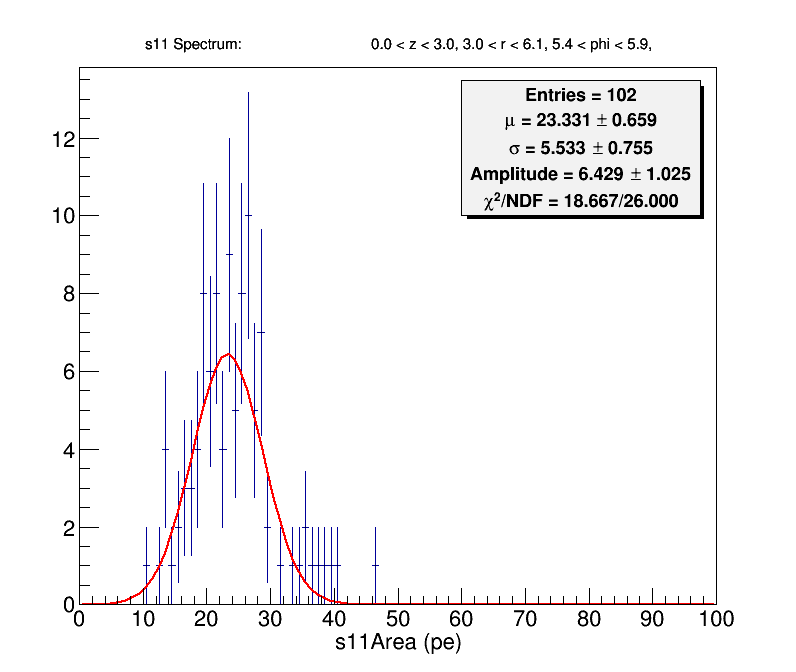 s11 Spectrum: 0.0 < z < 3.0, 3.0 < r < 6.1, 5.4 < phi < 5.9,
Entries = 102
μ = 23.331 ± 0.659
σ = 5.533 ± 0.755
Amplitude = 6.429 ± 1.025
χ²/NDF = 18.667/26.000
12
10
8
6
4
2
0
0 10 20 30 40 50 60 70 80 90 100
s11Area (pe)